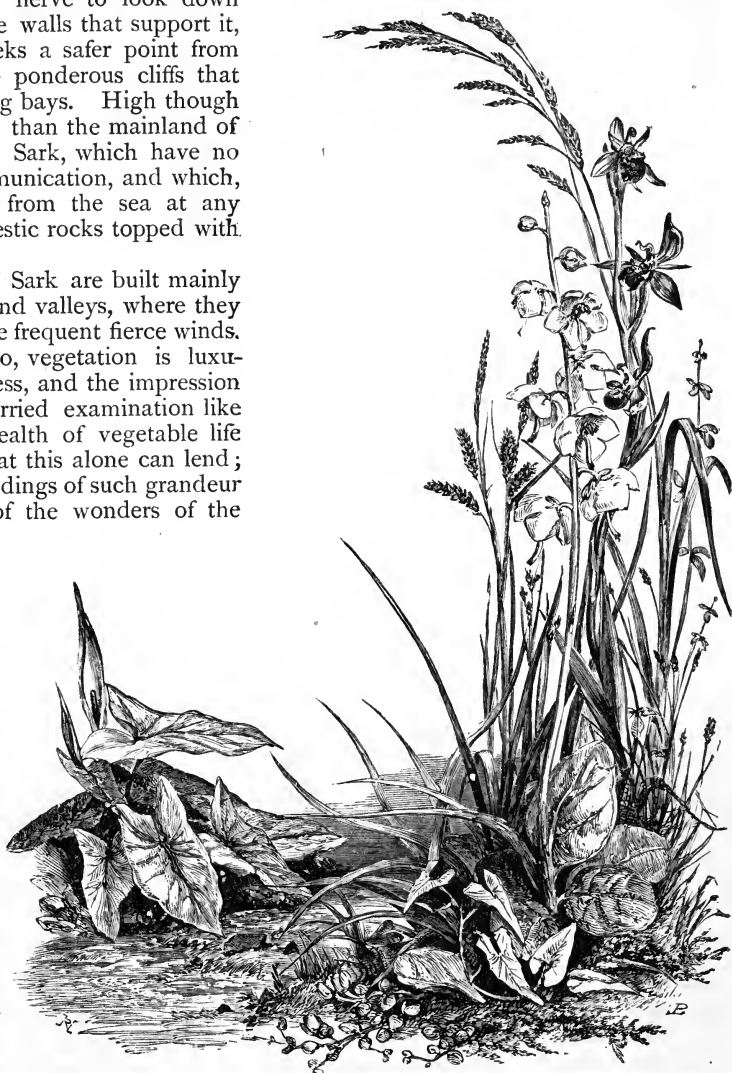 nerve to look down
e walls that support it,
eks a safer point from
ponderous cliffs that
g bays. High though
than the mainland of
Sark, which have no
munication, and which,
from the sea at any
estic rocks topped with
Sark are built mainly
nd valleys, where they
e frequent fierce winds.
o, vegetation is luxu-
ess, and the impression
rried examination like
ealth of vegetable life
at this alone can lend;
dings of such grandeur
of the wonders of the